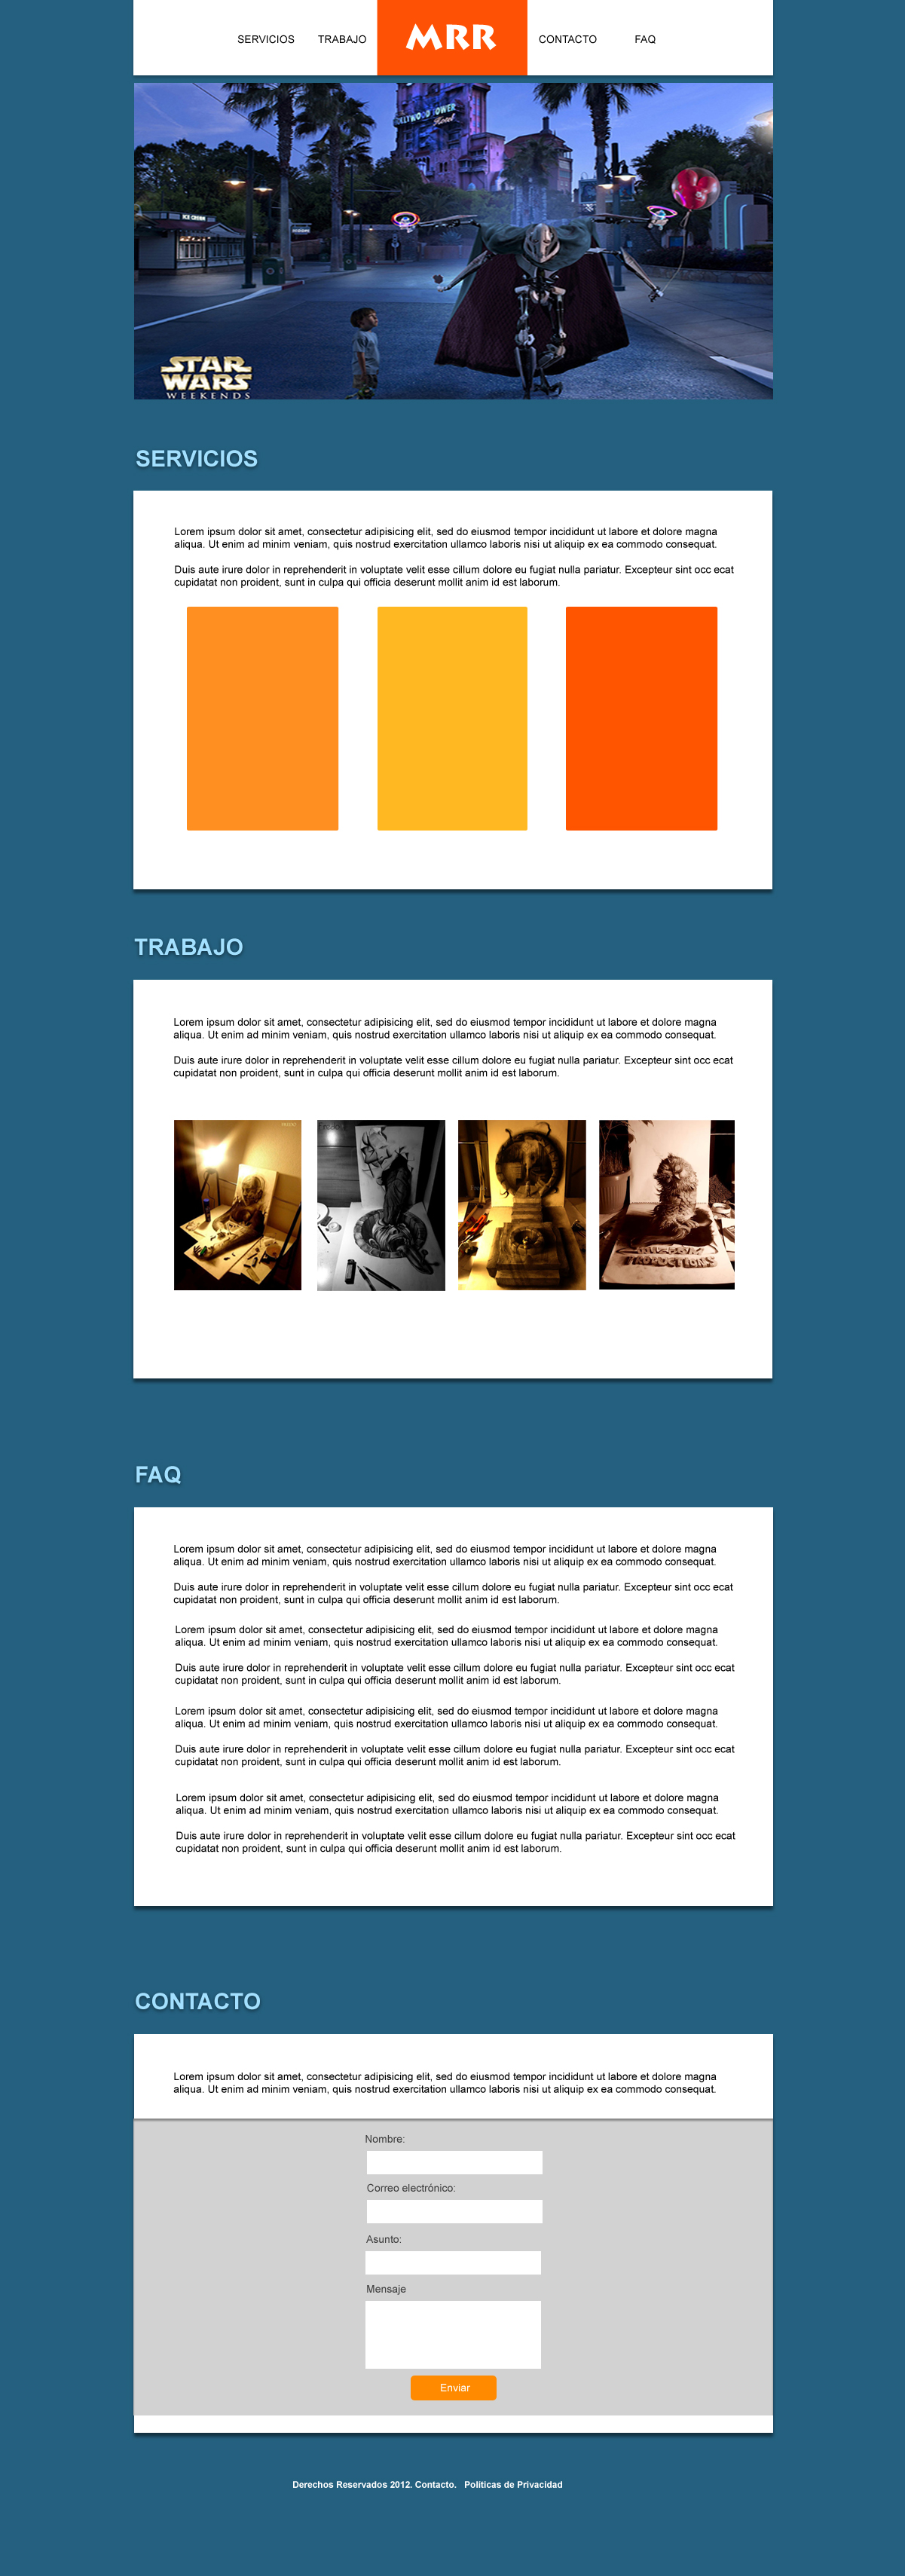 SERVICIOS TRABAJO MRR CONTACTO FAQ
HOLLYWOOD TOWER
Hotel
ICE CREAM
STAR
WARS
WEEKENDS
SERVICIOS
Lorem ipsum dolor sit amet, consectetur adipisicing elit, sed do eiusmod tempor incididunt ut labore et dolore magna
aliqua. Ut enim ad minim veniam, quis nostrud exercitation ullamco laboris nisi ut aliquip ex ea commodo consequat.
Duis aute irure dolor in reprehenderit in voluptate velit esse cillum dolore eu fugiat nulla pariatur. Excepteur sint occ ecat
cupidatat non proident, sunt in culpa qui officia deserunt mollit anim id est laborum.
TRABAJO
Lorem ipsum dolor sit amet, consectetur adipisicing elit, sed do eiusmod tempor incididunt ut labore et dolore magna
aliqua. Ut enim ad minim veniam, quis nostrud exercitation ullamco laboris nisi ut aliquip ex ea commodo consequat.
Duis aute irure dolor in reprehenderit in voluptate velit esse cillum dolore eu fugiat nulla pariatur. Excepteur sint occ ecat
cupidatat non proident, sunt in culpa qui officia deserunt mollit anim id est laborum.
FAQ
Lorem ipsum dolor sit amet, consectetur adipisicing elit, sed do eiusmod tempor incididunt ut labore et dolore magna
aliqua. Ut enim ad minim veniam, quis nostrud exercitation ullamco laboris nisi ut aliquip ex ea commodo consequat.
Duis aute irure dolor in reprehenderit in voluptate velit esse cillum dolore eu fugiat nulla pariatur. Excepteur sint occ ecat
cupidatat non proident, sunt in culpa qui officia deserunt mollit anim id est laborum.
Lorem ipsum dolor sit amet, consectetur adipisicing elit, sed do eiusmod tempor incididunt ut labore et dolore magna
aliqua. Ut enim ad minim veniam, quis nostrud exercitation ullamco laboris nisi ut aliquip ex ea commodo consequat.
Duis aute irure dolor in reprehenderit in voluptate velit esse cillum dolore eu fugiat nulla pariatur. Excepteur sint occ ecat
cupidatat non proident, sunt in culpa qui officia deserunt mollit anim id est laborum.
Lorem ipsum dolor sit amet, consectetur adipisicing elit, sed do eiusmod tempor incididunt ut labore et dolore magna
aliqua. Ut enim ad minim veniam, quis nostrud exercitation ullamco laboris nisi ut aliquip ex ea commodo consequat.
Duis aute irure dolor in reprehenderit in voluptate velit esse cillum dolore eu fugiat nulla pariatur. Excepteur sint occ ecat
cupidatat non proident, sunt in culpa qui officia deserunt mollit anim id est laborum.
Lorem ipsum dolor sit amet, consectetur adipisicing elit, sed do eiusmod tempor incididunt ut labore et dolore magna
aliqua. Ut enim ad minim veniam, quis nostrud exercitation ullamco laboris nisi ut aliquip ex ea commodo consequat.
Duis aute irure dolor in reprehenderit in voluptate velit esse cillum dolore eu fugiat nulla pariatur. Excepteur sint occ ecat
cupidatat non proident, sunt in culpa qui officia deserunt mollit anim id est laborum.
CONTACTO
Lorem ipsum dolor sit amet, consectetur adipisicing elit, sed do eiusmod tempor incididunt ut labore et dolore magna
aliqua. Ut enim ad minim veniam, quis nostrud exercitation ullamco laboris nisi ut aliquip ex ea commodo consequat.
Nombre:
Correo electrónico:
Asunto:
Mensaje
Enviar
Derechos Reservados 2012. Contacto. Politicas de Privacidad